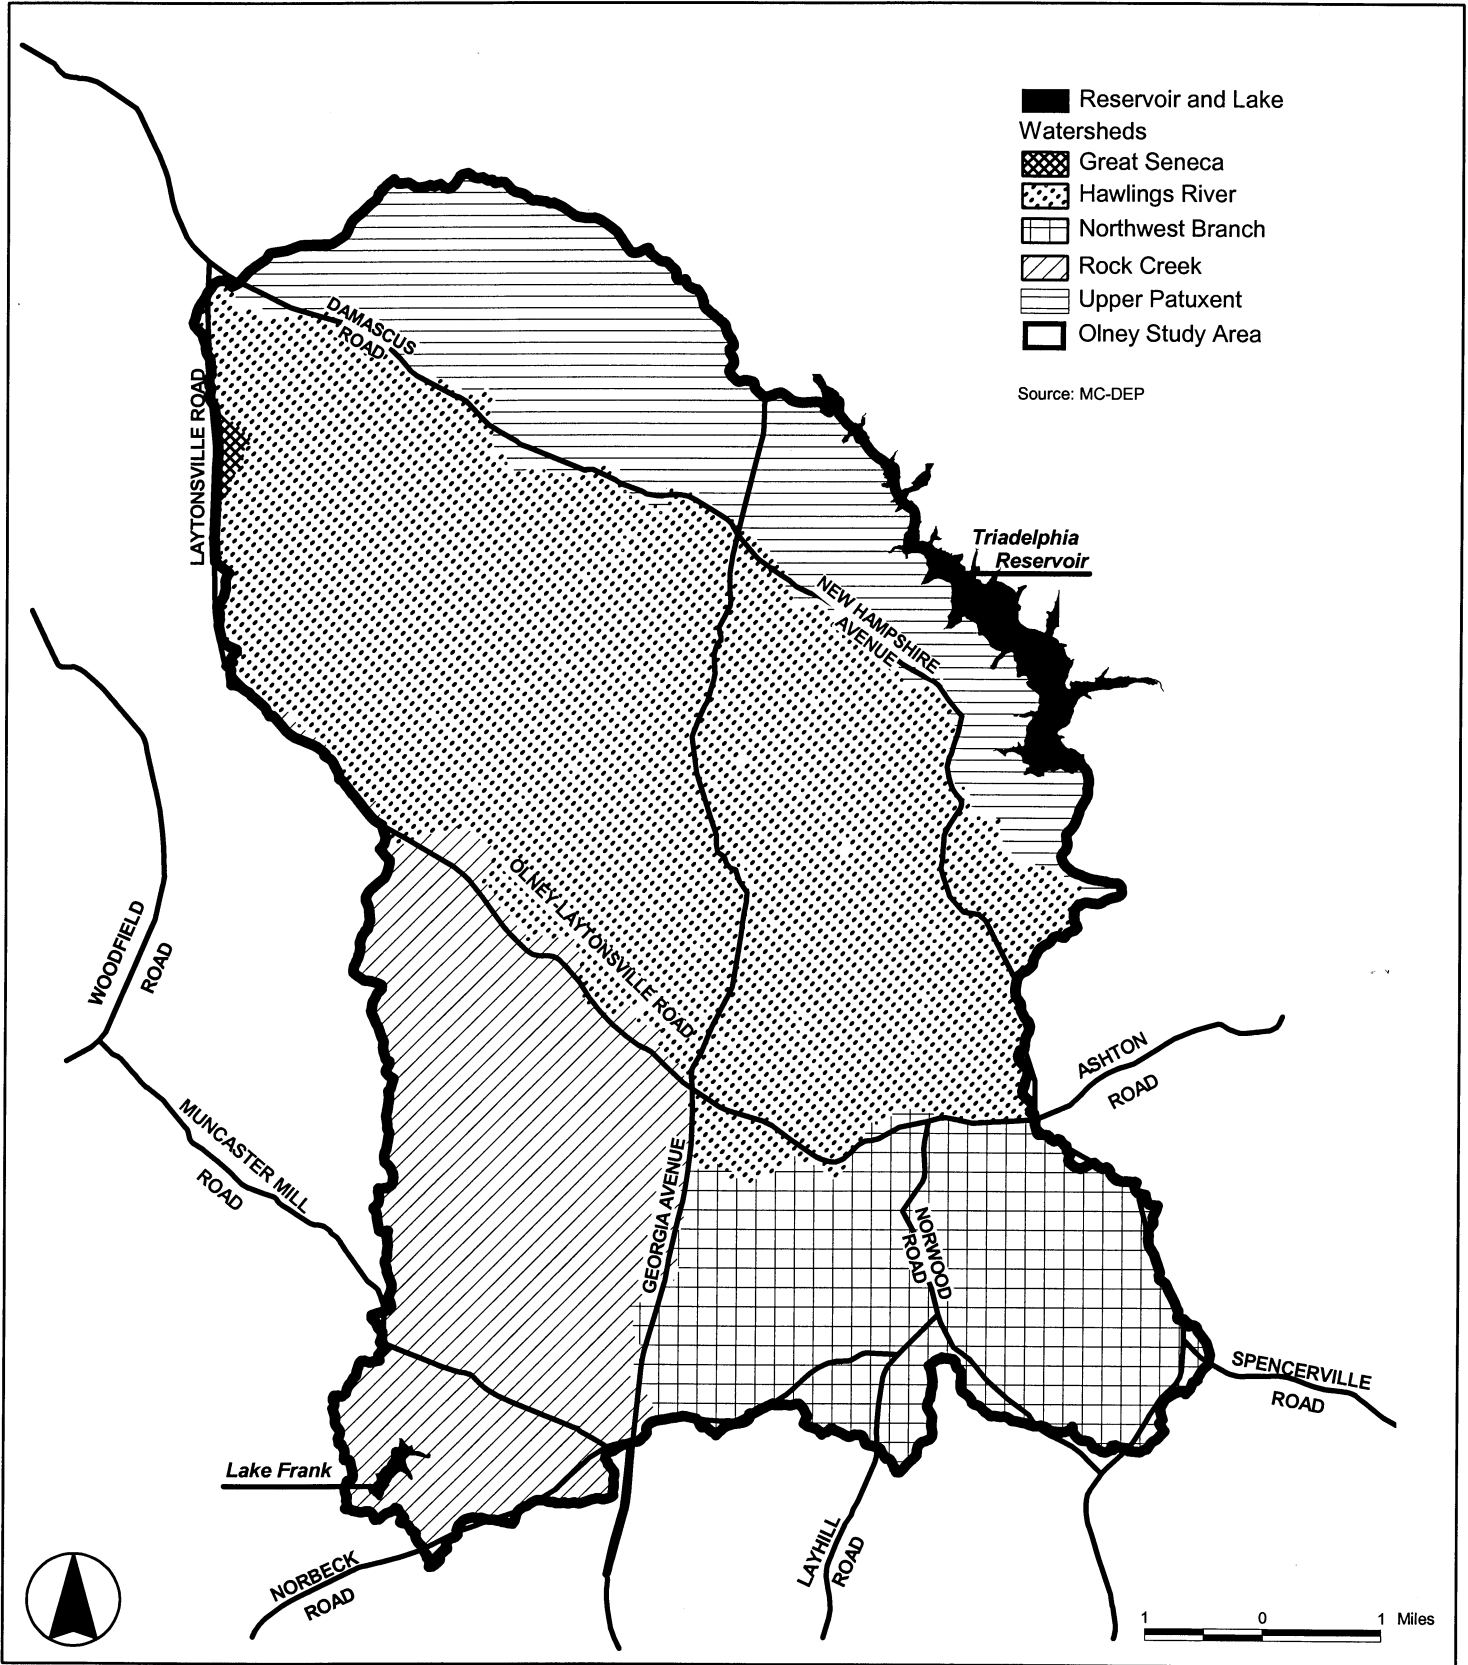 Reservoir and Lake
Watersheds
Great Seneca
Hawlings River
Northwest Branch
Rock Creek
Upper Patuxent
Olney Study Area
Source: MC-DEP
DAMASCUS
ROAD
LAYTONSVILLE ROAD
Triadelphia
Reservoir
NEW HAMPSHIRE
AVENUE
OLNEY LAYTONSVILLE ROAD
WOODFIELD
ROAD
ASHTON
ROAD
MUNCASTER MILL
ROAD
GEORGIA AVENUE
NORWOOD
ROAD
SPENCERVILLE
ROAD
Lake Frank
LAYHILL
ROAD
NORBECK
ROAD
1 0 1 Miles